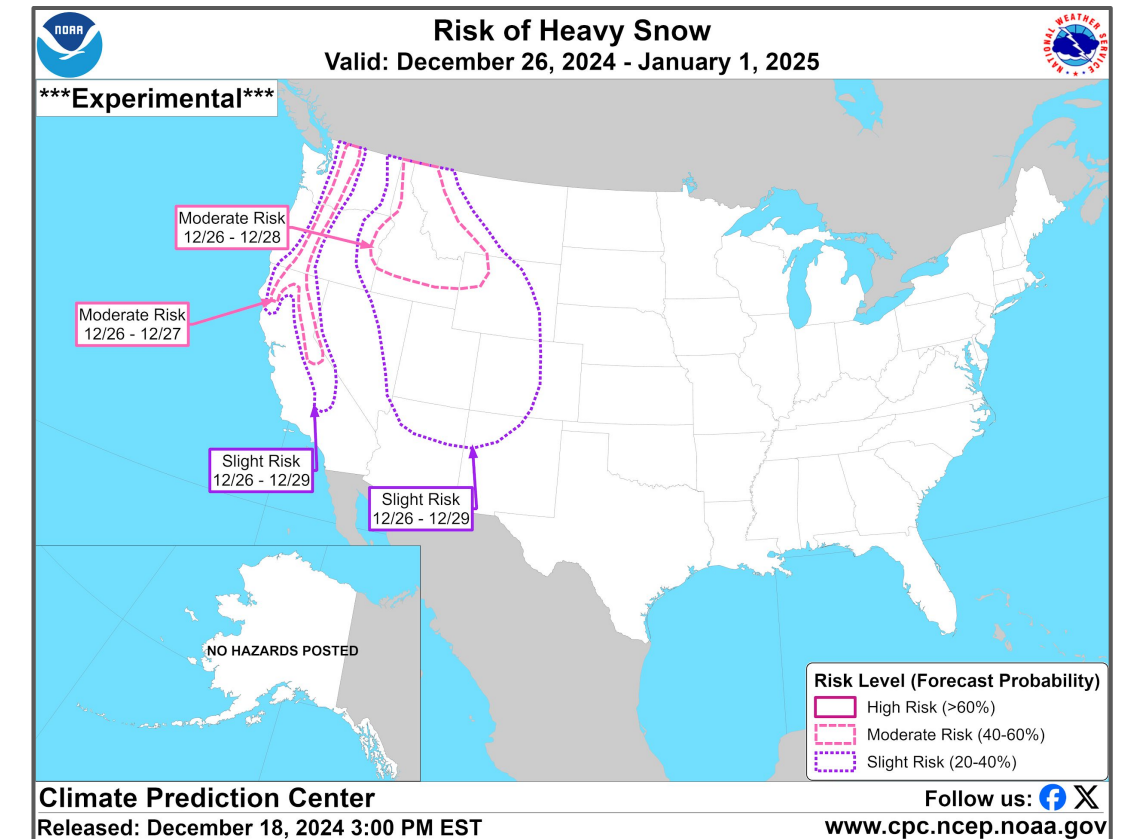 NOAA
Risk of Heavy Snow
Valid: December 26, 2024 - January 1, 2025
NATIONAL WEATHER SERVICE
***Experimental***
Moderate Risk
12/26 - 12/28
Moderate Risk
12/26 - 12/27
Slight Risk
12/26 - 12/29
Slight Risk
12/26 - 12/29
NO HAZARDS POSTED
Risk Level (Forecast Probability)
High Risk (>60%)
Moderate Risk (40-60%)
Slight Risk (20-40%)
Climate Prediction Center
Follow us:
Released: December 18, 2024 3:00 PM EST
www.cpc.ncep.noaa.gov